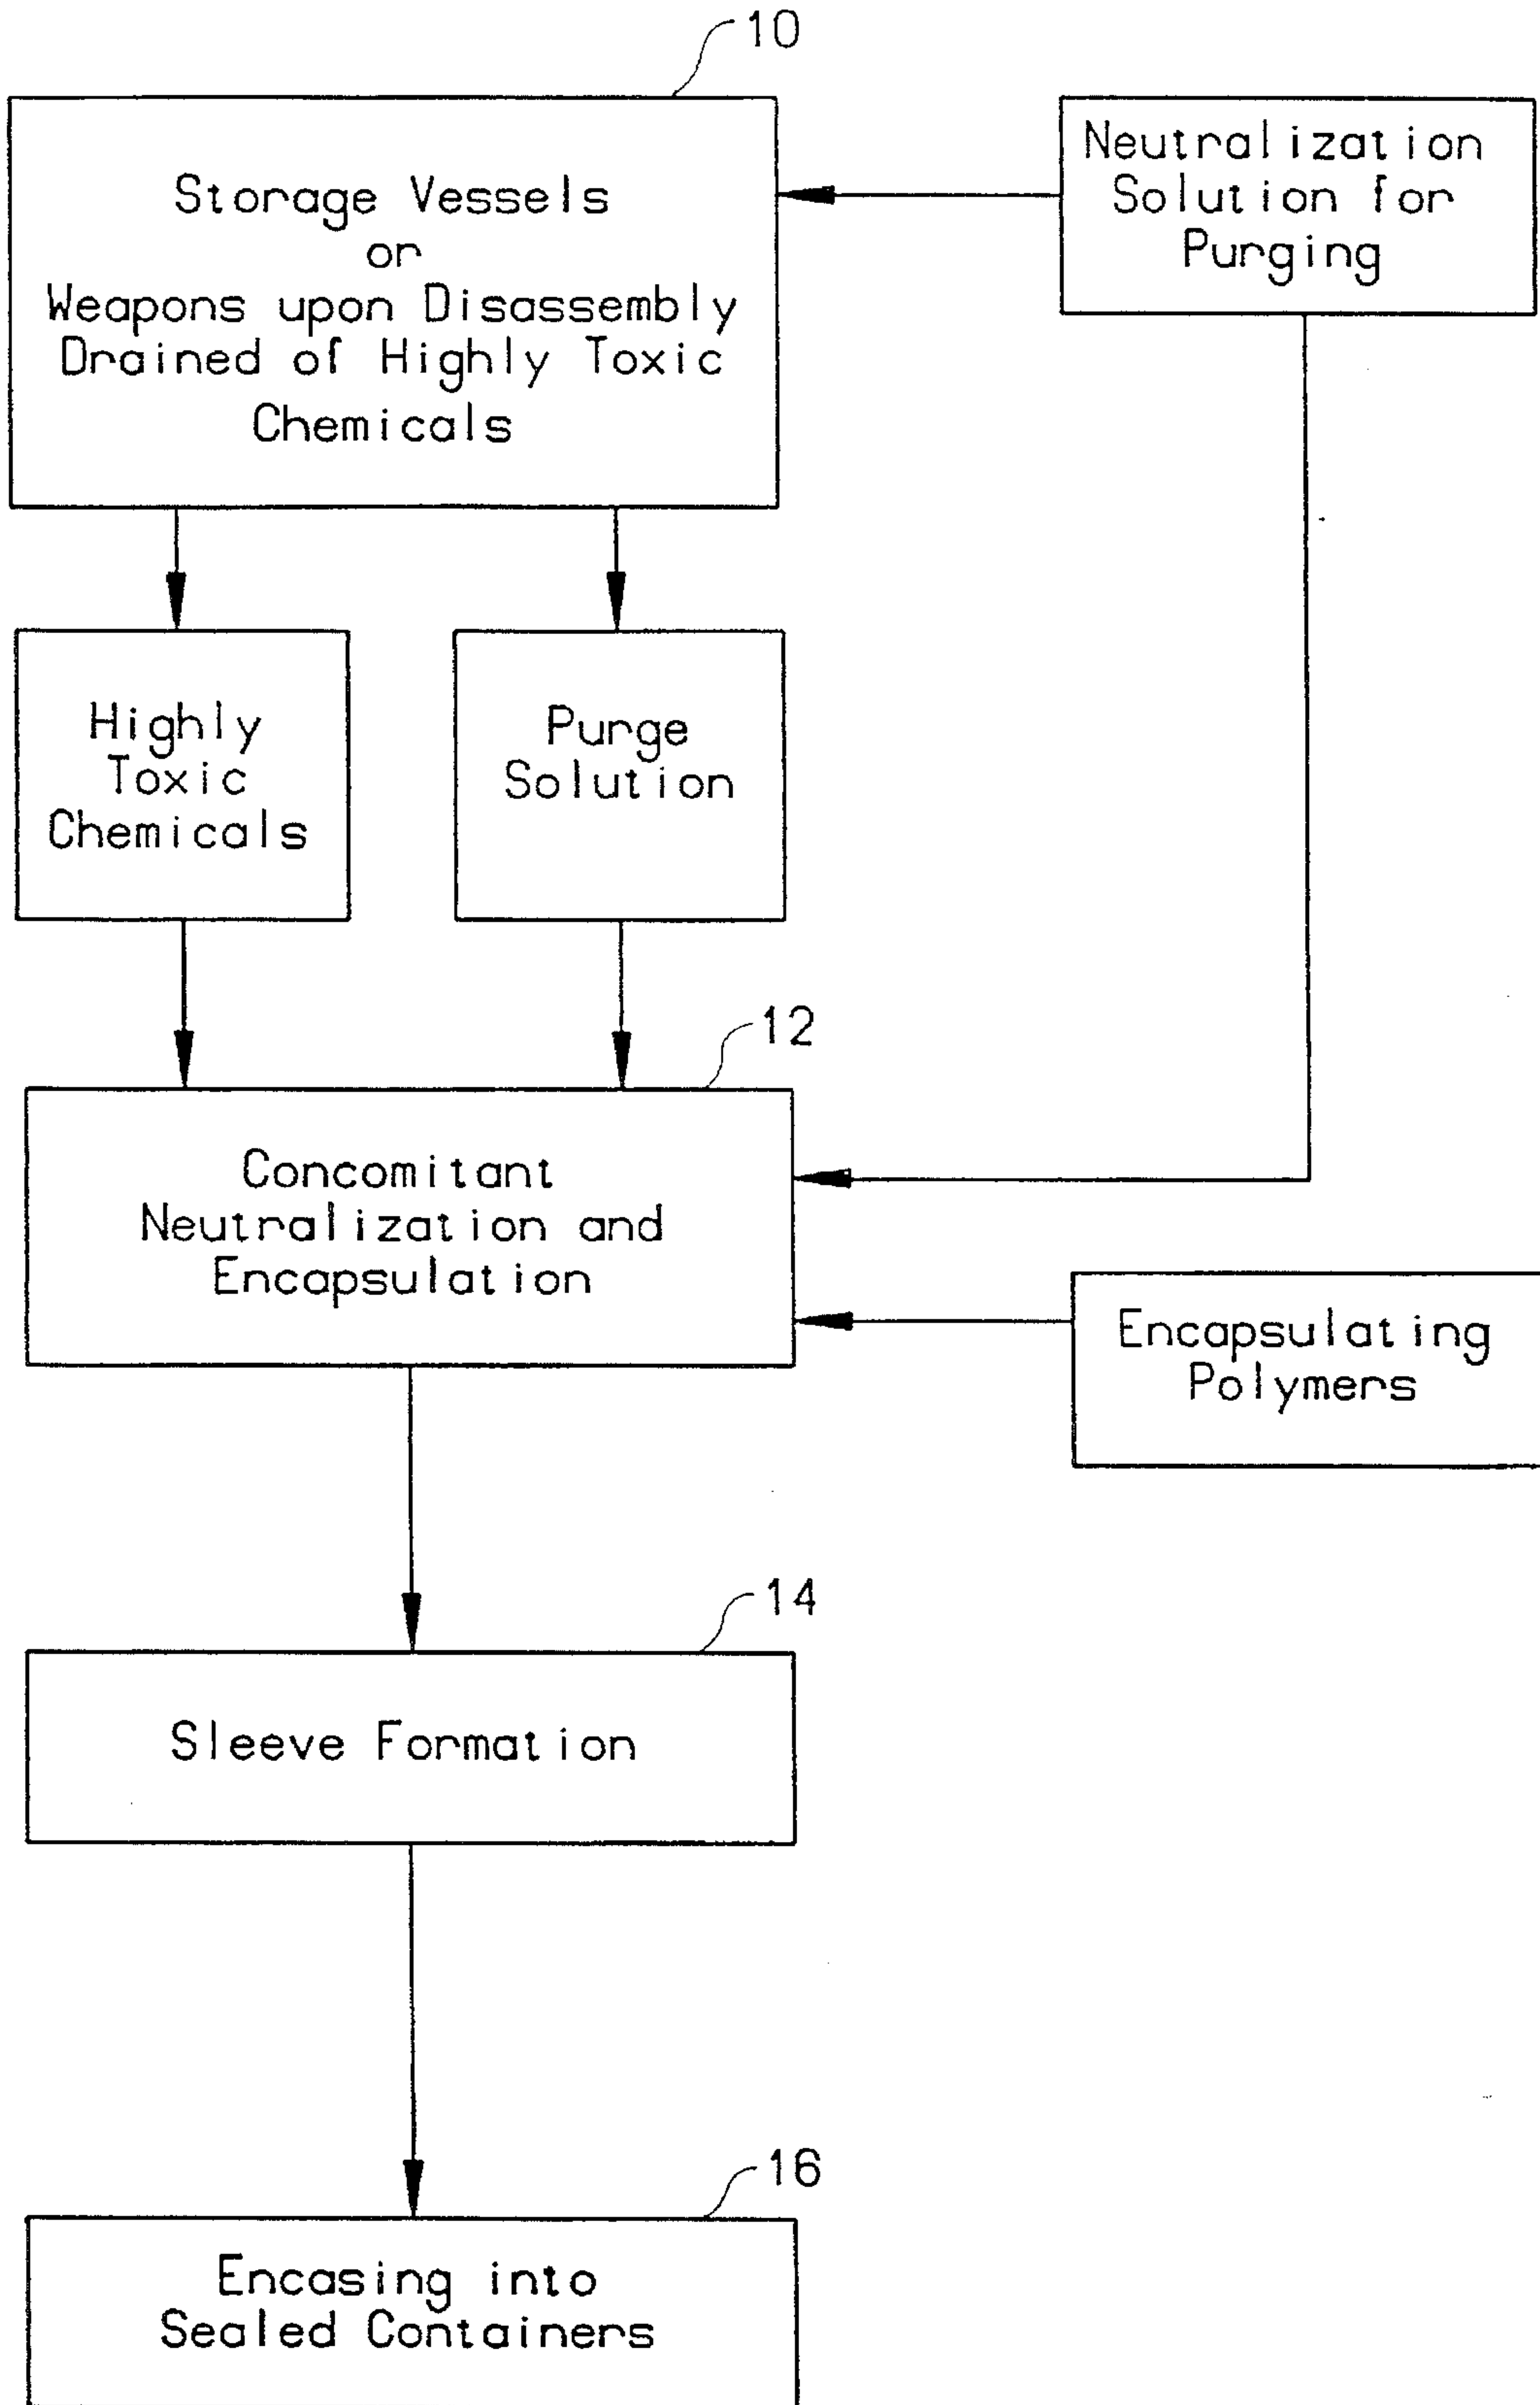 10
Storage Vessels
or
Weapons upon Disassembly
Drained of Highly Toxic
Chemicals
Neutralization
Solution for
Purging
Highly
Toxic
Chemicals
Purge
Solution
12
Concomitant
Neutralization and
Encapsulation
Encapsulating
Polymers
14
Sleeve Formation
16
Encasing into
Sealed Containers